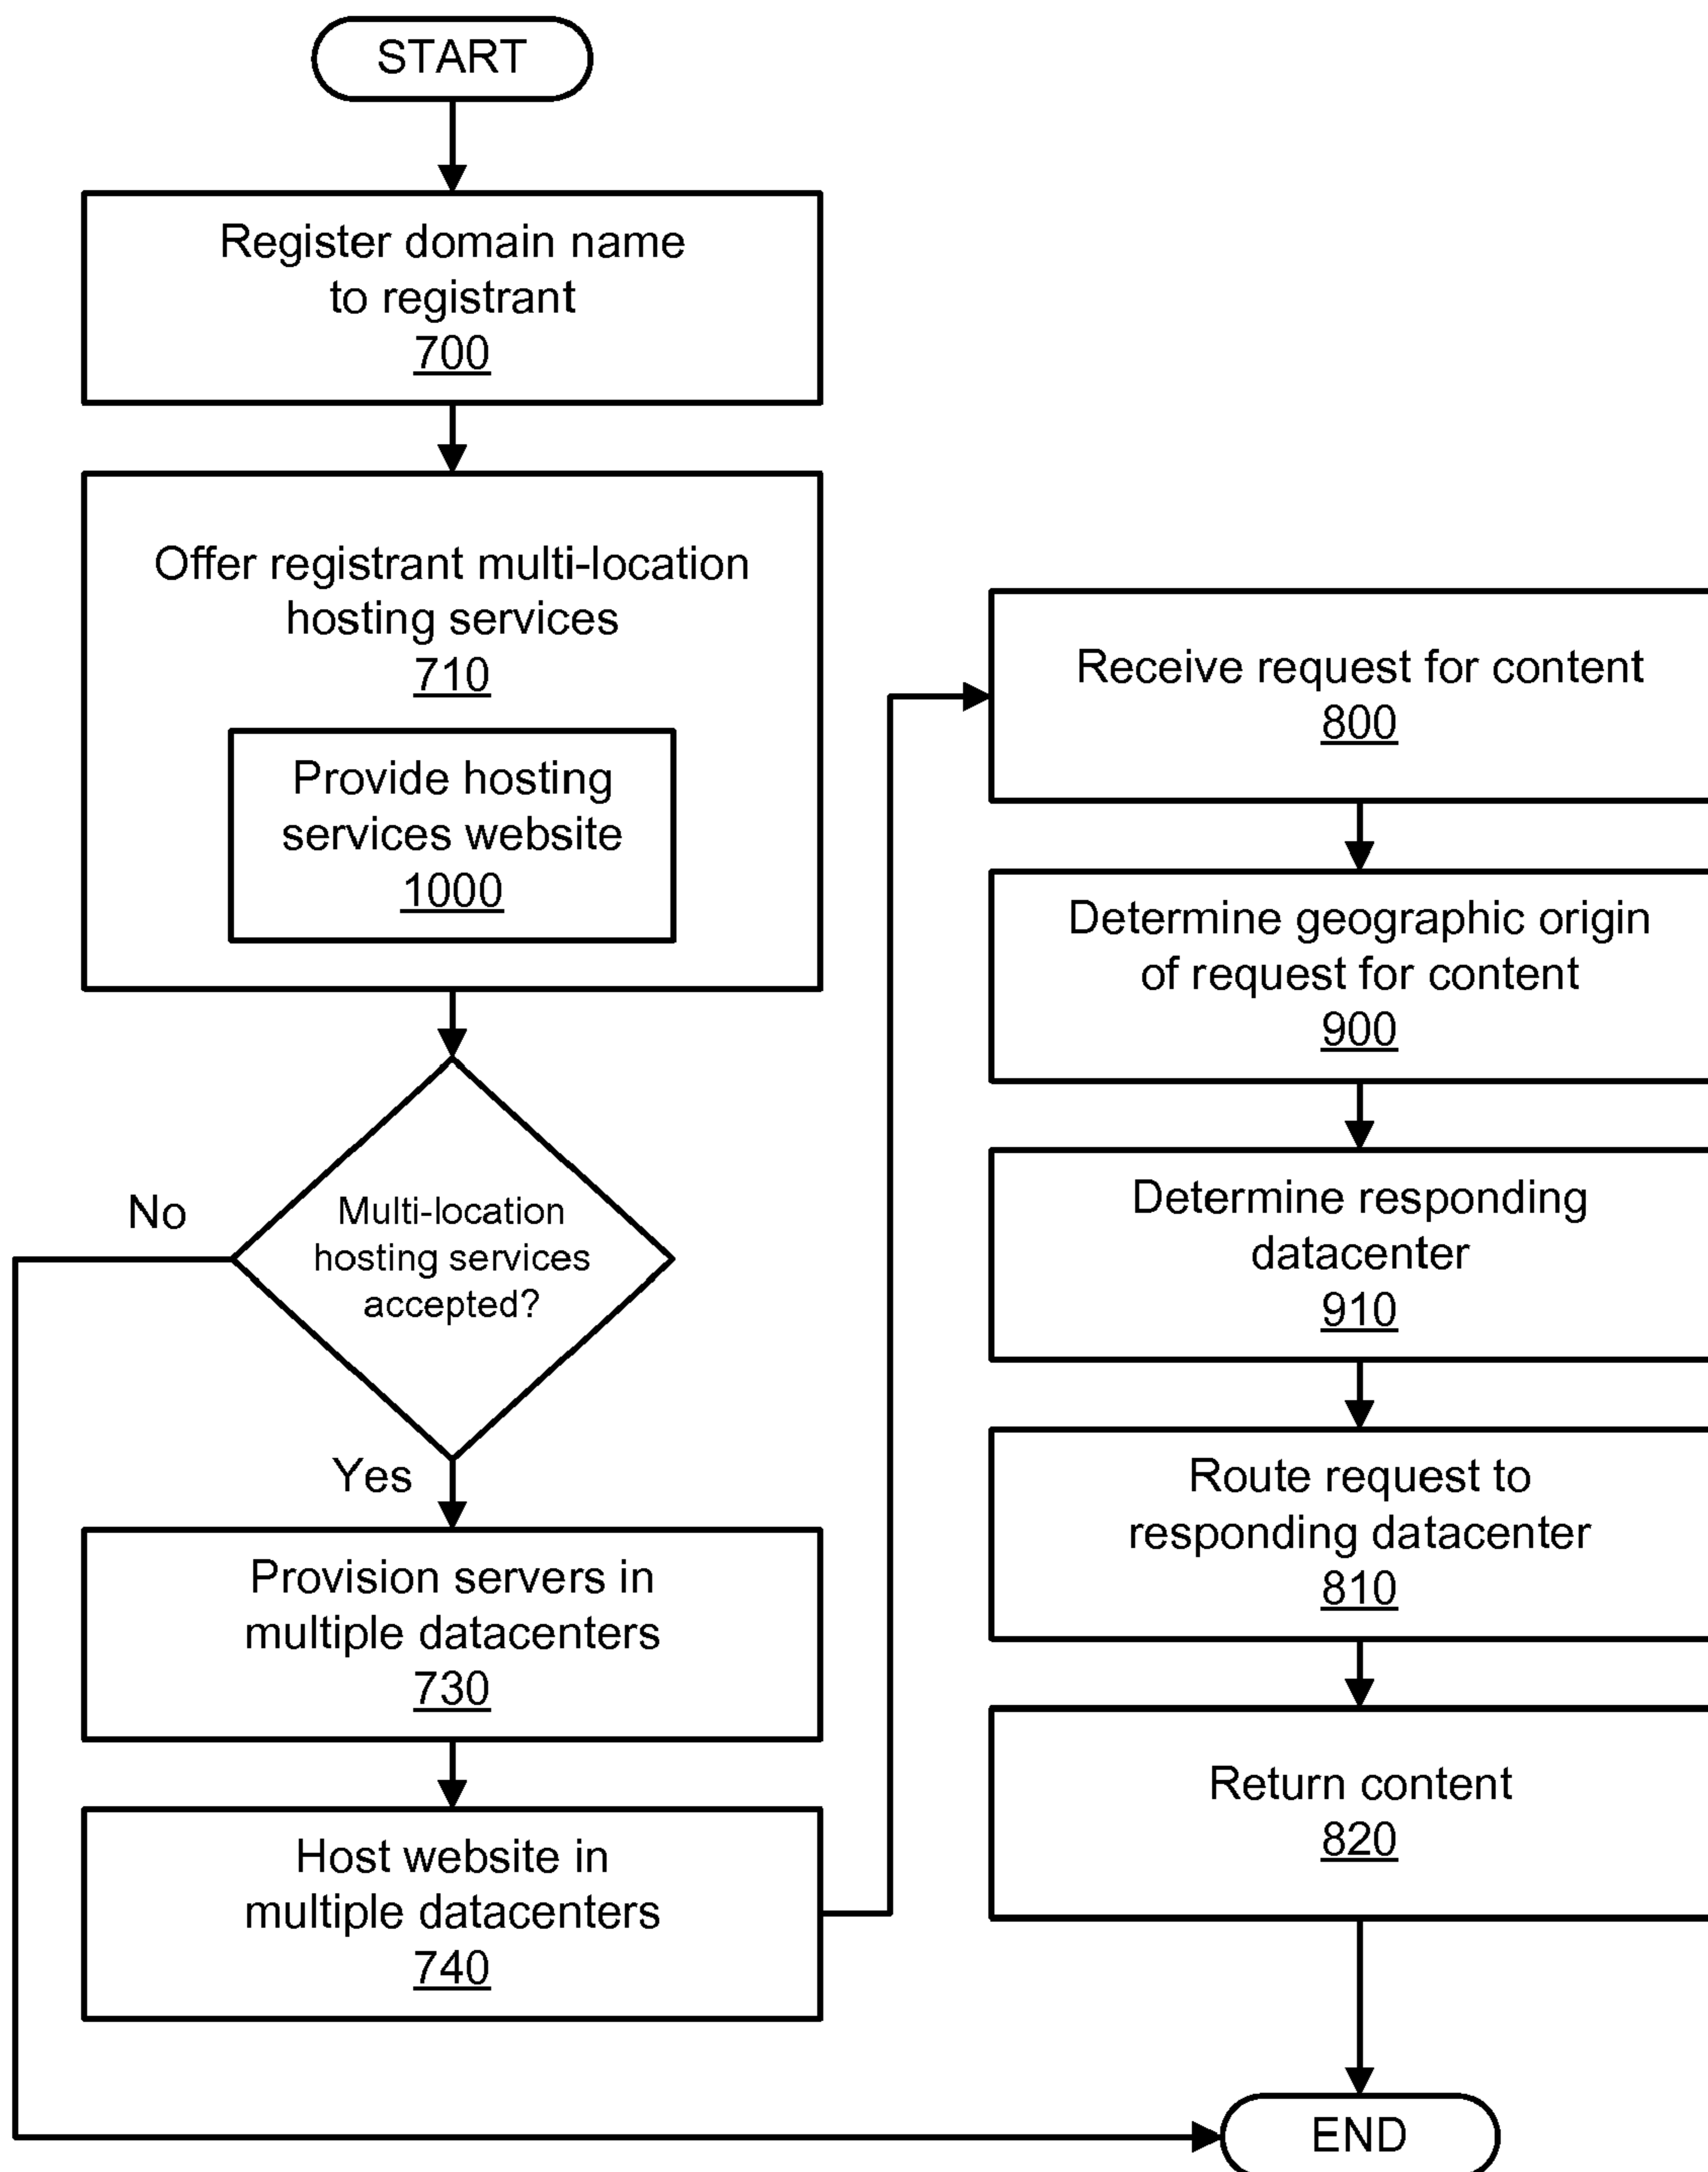 START
Register domain name
to registrant
700
Offer registrant multi-location
hosting services
710
Provide hosting
services website
1000
Multi-location
hosting services
accepted?
No
Yes
Provision servers in
multiple datacenters
730
Host website in
multiple datacenters
740
Receive request for content
800
Determine geographic origin
of request for content
900
Determine responding
datacenter
910
Route request to
responding datacenter
810
Return content
820
END